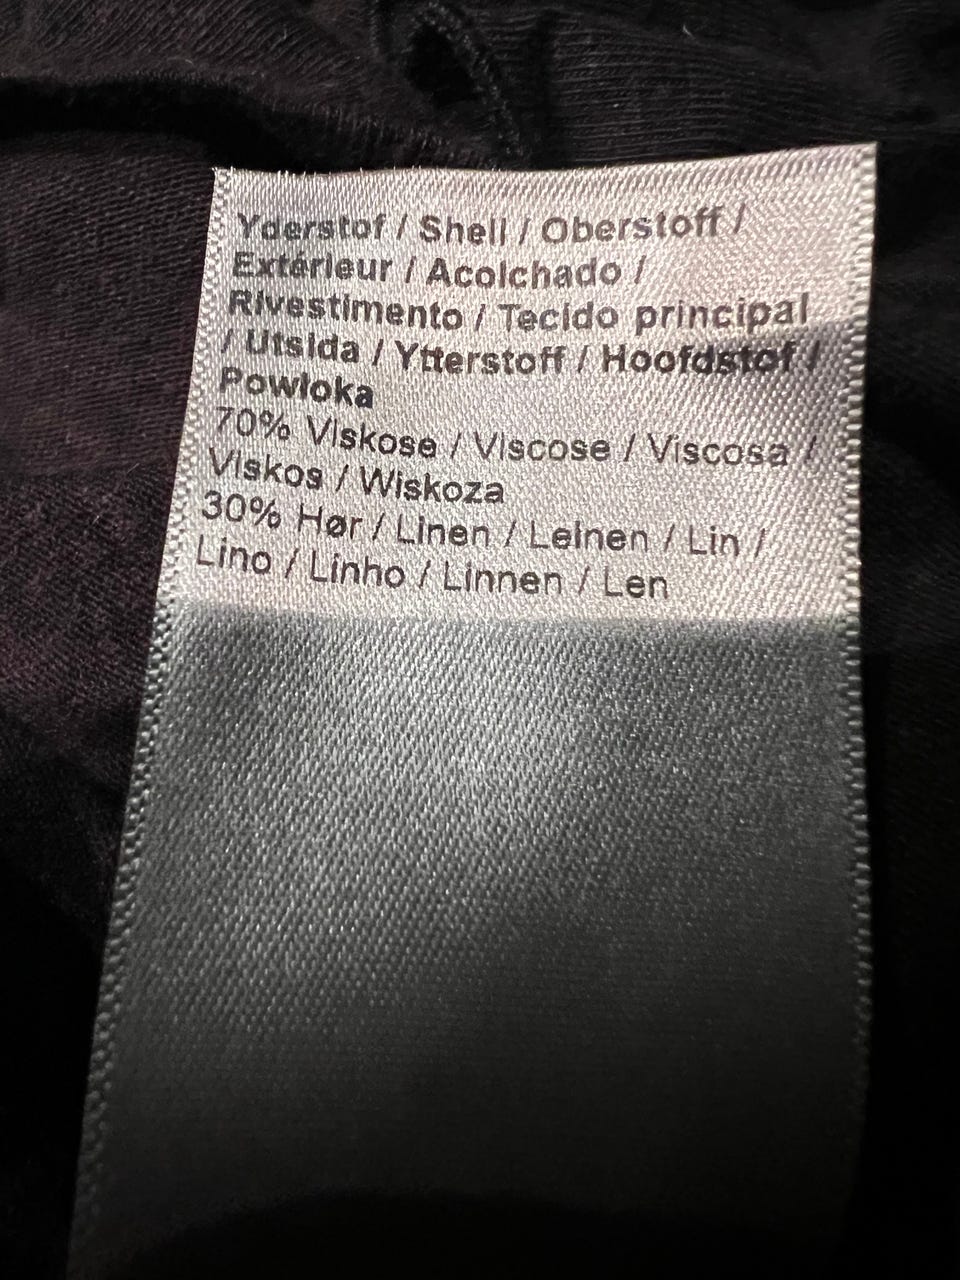 Yderstof / Shell / Oberstoff /
Extérieur / Acolchado /
Rivestimento / Tecido principal
/ Utsida / Ytterstoff / Hoofdstof /
Powłoka
70% Viskose / Viscose / Viscosa /
Viskos / Wiskoza
30% Hør / Linen / Leinen / Lin /
Lino / Linho / Linnen / Len